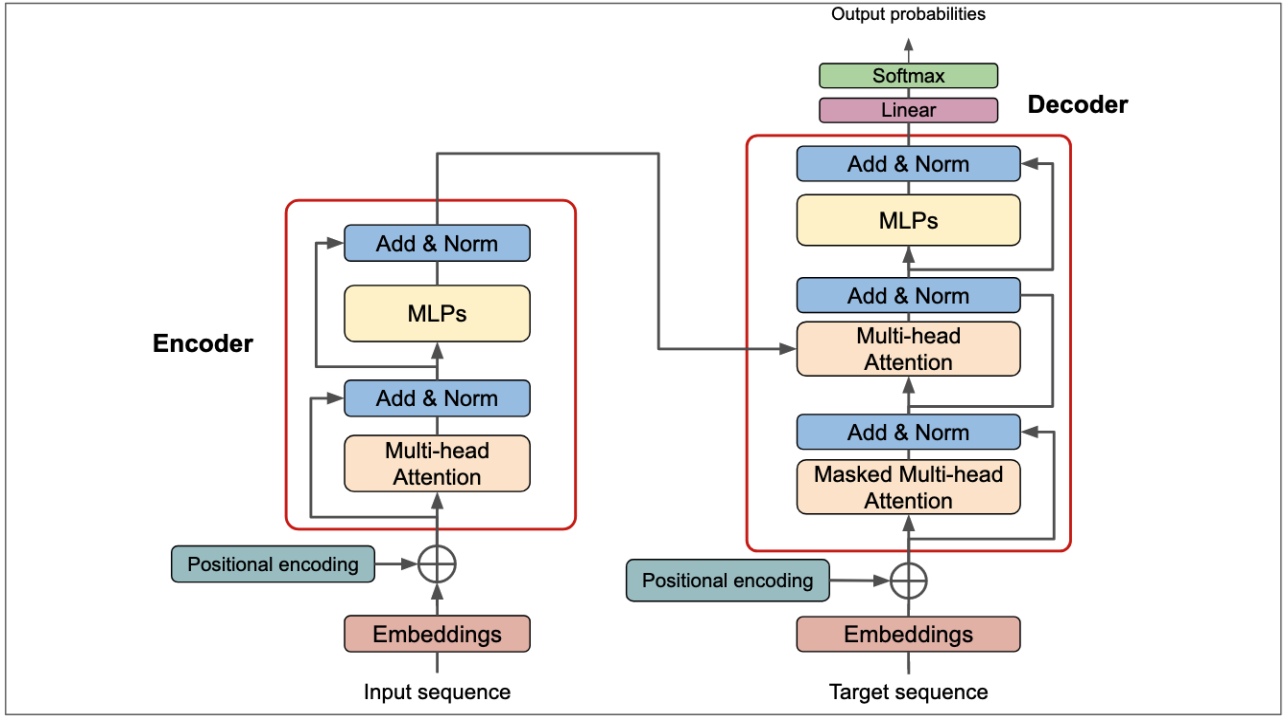 Output probabilities
Softmax
Linear
Decoder
Add & Norm
MLPs
Add & Norm
Multi-head
Attention
Add & Norm
Masked Multi-head
Attention
Positional encoding
Embeddings
Target sequence
Encoder
Add & Norm
MLPs
Add & Norm
Multi-head
Attention
Positional encoding
Embeddings
Input sequence